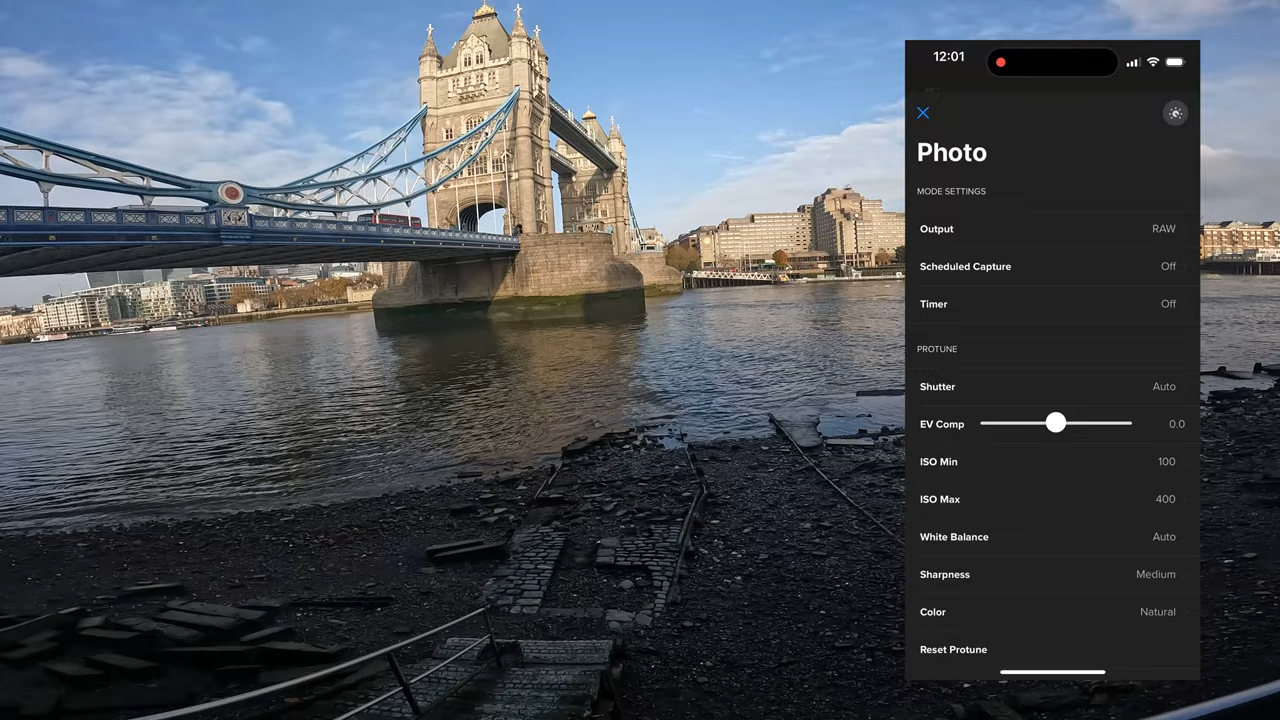 12:01
Photo
MODE SETTINGS
Output RAW
Scheduled Capture Off
Timer Off
PROTUNE
Shutter Auto
EV Comp 0.0
ISO Min 100
ISO Max 400
White Balance Auto
Sharpness Medium
Color Natural
Reset Protune